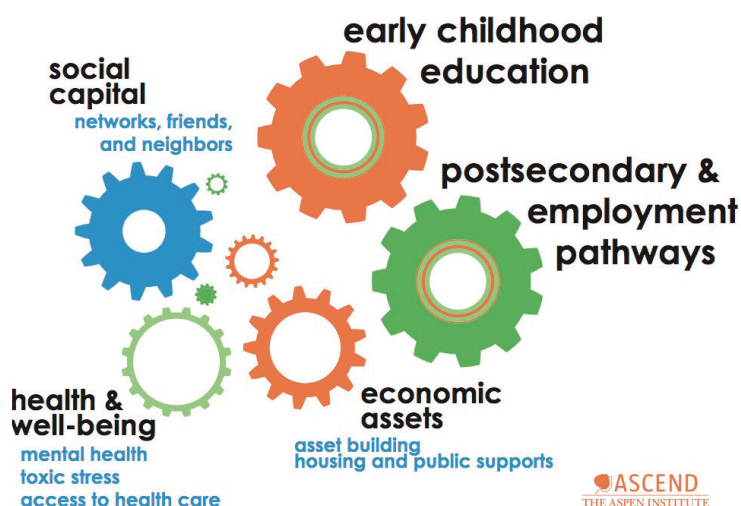 early childhood
education
social
capital
networks, friends,
and neighbors
postsecondary &
employment
pathways
economic
assets
asset building
housing and public supports
health &
well-being
mental health
toxic stress
access to health care
ASCEND
THE ASPEN INSTITUTE